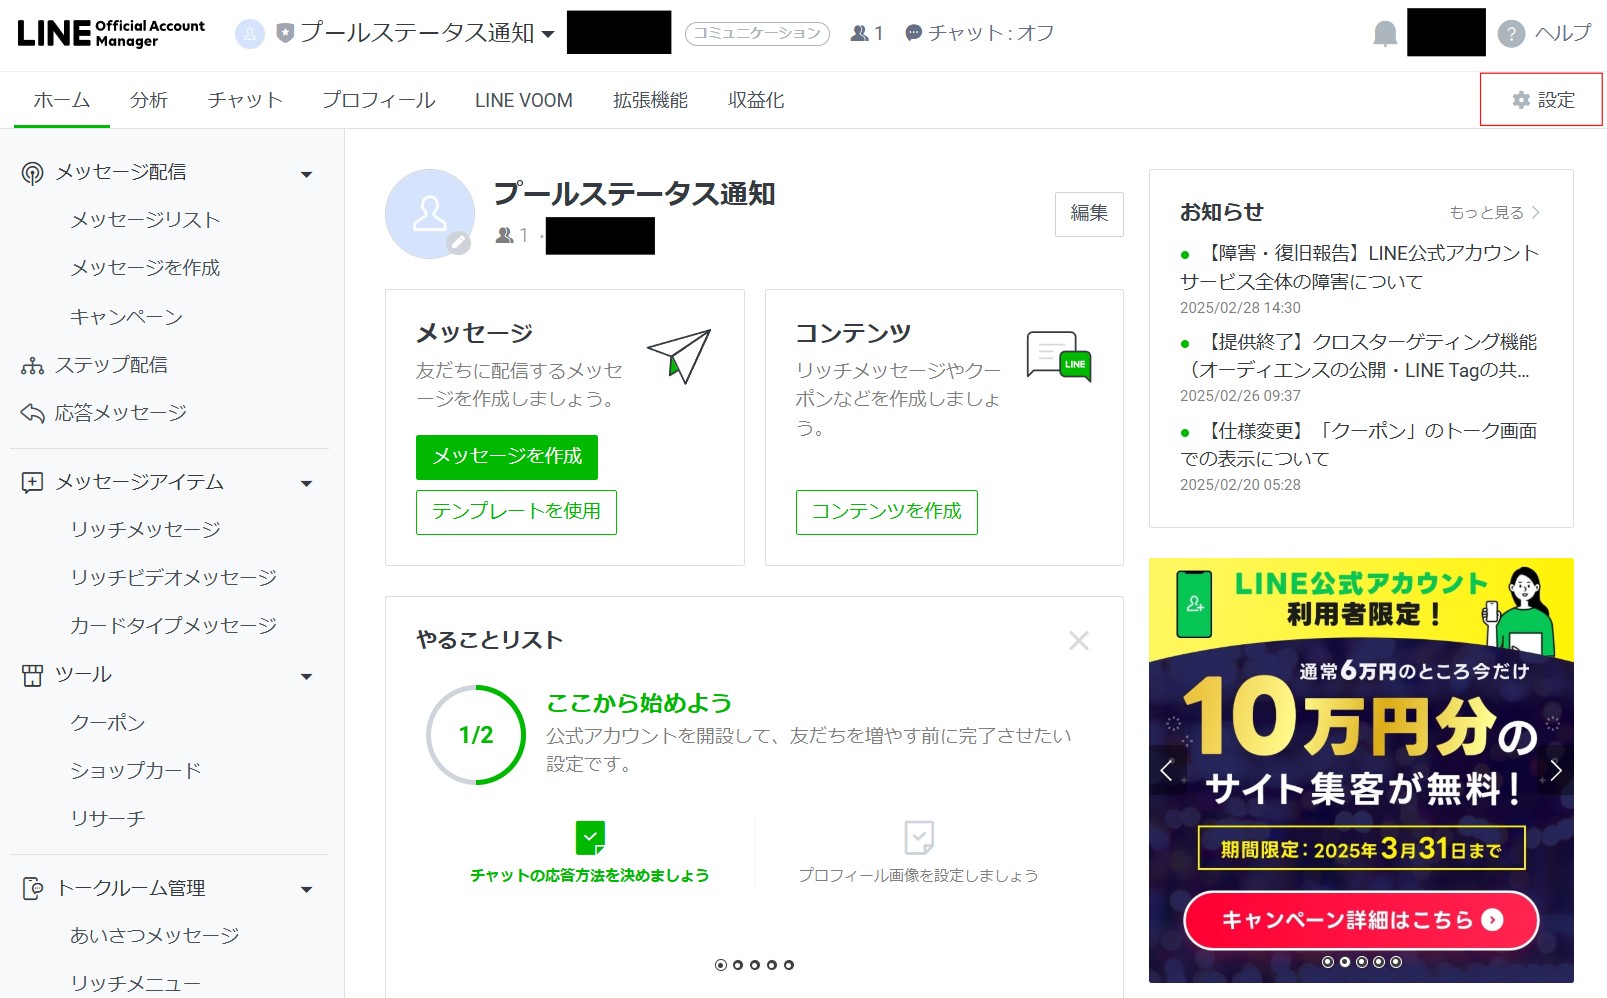 LINE Official Account Manager
プールステータス通知
コミュニケーション
1
チャット : オフ
ヘルプ
ホーム 分析 チャット プロフィール LINE VOOM 拡張機能 収益化 設定
メッセージ配信
メッセージリスト
メッセージを作成
キャンペーン
ステップ配信
応答メッセージ
メッセージアイテム
リッチメッセージ
リッチビデオメッセージ
カードタイプメッセージ
ツール
クーポン
ショップカード
リサーチ
トークルーム管理
あいさつメッセージ
リッチメニュー
プールステータス通知
1 ·
編集
メッセージ
友だちに配信するメッセ
ージを作成しましょう。
メッセージを作成
テンプレートを使用
コンテンツ
リッチメッセージやクー
ポンなどを作成しましょ
う。
LINE
コンテンツを作成
やることリスト
1/2
ここから始めよう
公式アカウントを開設して、友だちを増やす前に完了させたい
設定です。
チャットの応答方法を決めましょう
プロフィール画像を設定しましょう
お知らせ
もっと見る
【障害・復旧報告】LINE公式アカウント
サービス全体の障害について
2025/02/28 14:30
【提供終了】クロスターゲティング機能
（オーディエンスの公開・LINE Tagの共...
2025/02/26 09:37
【仕様変更】「クーポン」のトーク画面
での表示について
2025/02/20 05:28
LINE公式アカウント
利用者限定！
通常6万円のところ今だけ
10万円分の
サイト集客が無料！
期間限定：2025年3月31日まで
キャンペーン詳細はこちら